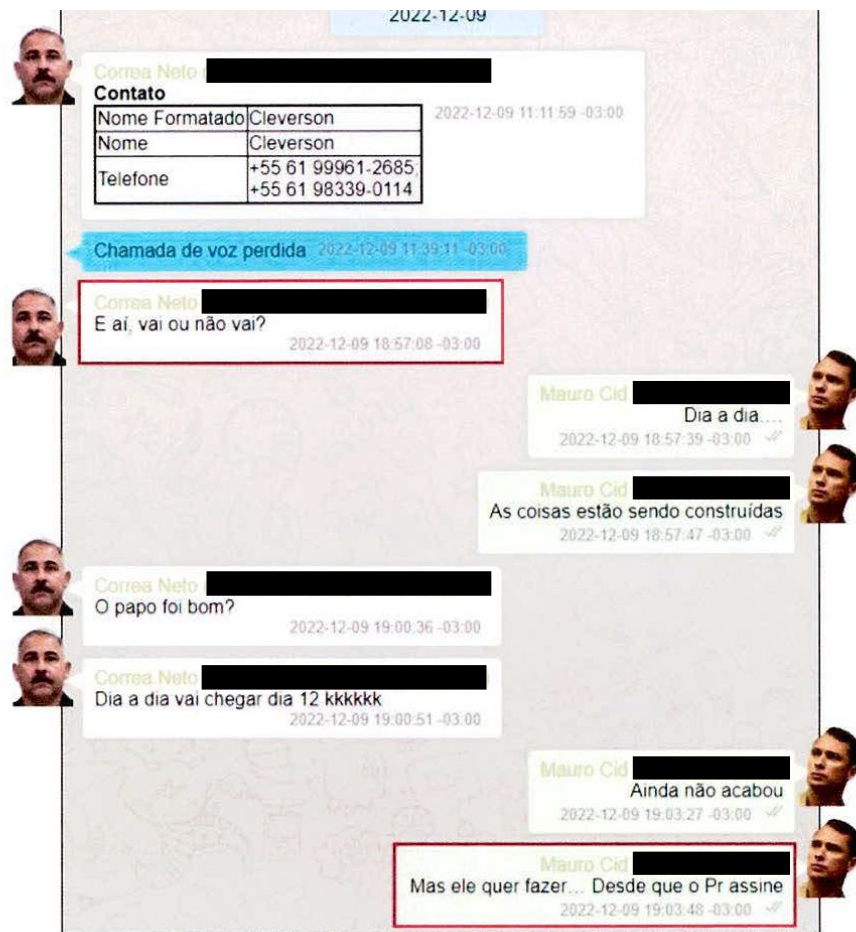 2022-12-09
Correa Neto
Contato
Nome Formatado Cleverson
2022-12-09 11:11:59 -03:00
Nome Cleverson
Telefone +55 61 99961-2685;
+55 61 98339-0114
Chamada de voz perdida 2022-12-09 11:39:11 -03:00
Correa Neto
E aí, vai ou não vai?
2022-12-09 18:57:08 -03:00
Mauro Cid
Dia a dia....
2022-12-09 18:57:39 -03:00
Mauro Cid
As coisas estão sendo construídas
2022-12-09 18:57:47 -03:00
Correa Neto
O papo foi bom?
2022-12-09 19:00:36 -03:00
Correa Neto
Dia a dia vai chegar dia 12 kkkkkk
2022-12-09 19:00:51 -03:00
Mauro Cid
Ainda não acabou
2022-12-09 19:03:27 -03:00
Mauro Cid
Mas ele quer fazer... Desde que o Pr assine
2022-12-09 19:03:48 -03:00